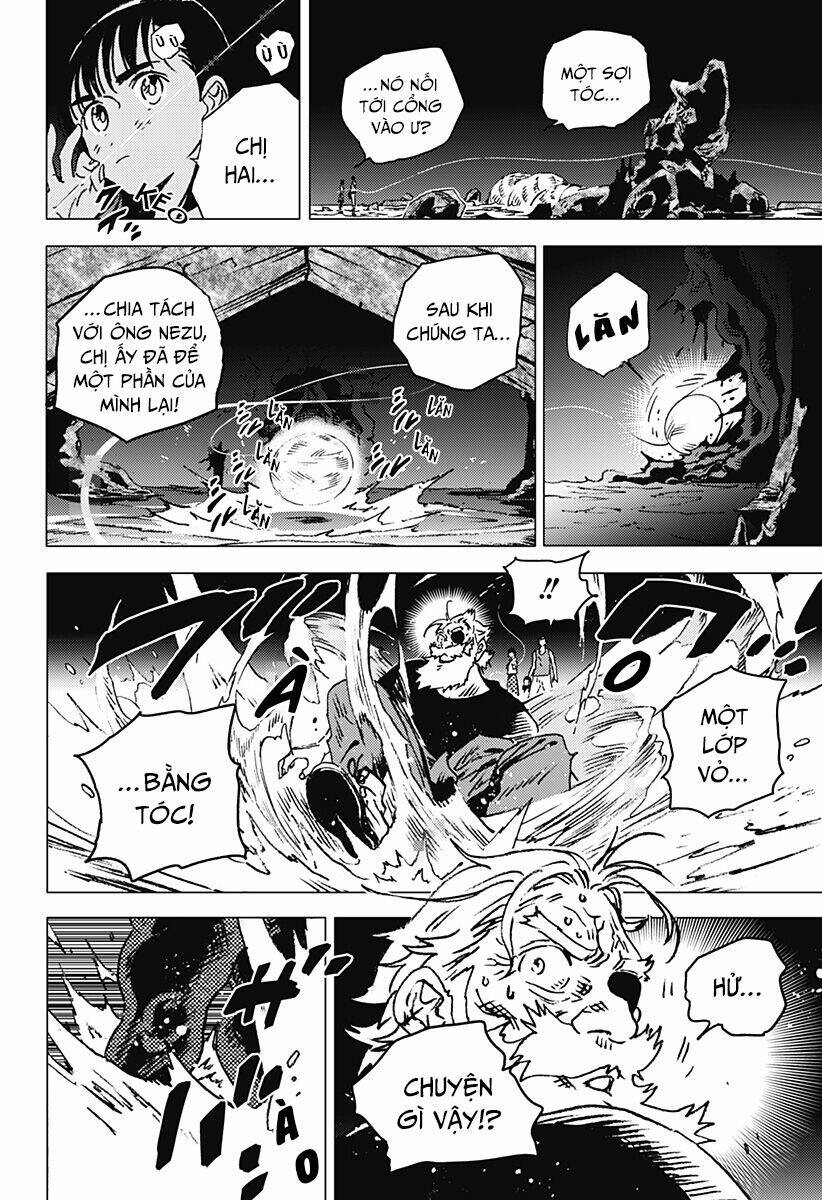 MỘT SỢI
TÓC...
...NÓ NỐI
TỚI CỔNG
VÀO Ư?
Ù Ù
Ù Ù
CHỊ
HAI...
KÉO
LĂN
SAU KHI
CHÚNG TA...
...CHIA TÁCH
VỚI ÔNG NEZU,
CHỊ ẤY ĐÃ ĐỂ
MỘT PHẦN CỦA
MÌNH LẠI!
LĂN
LĂN
LĂN
LĂN
LĂN
LĂN
!!
MỘT
LỚP
VỎ...
ÀO
...BẰNG
TÓC!
HỬ...
CHUYỆN
GÌ VẬY!?
ÀO